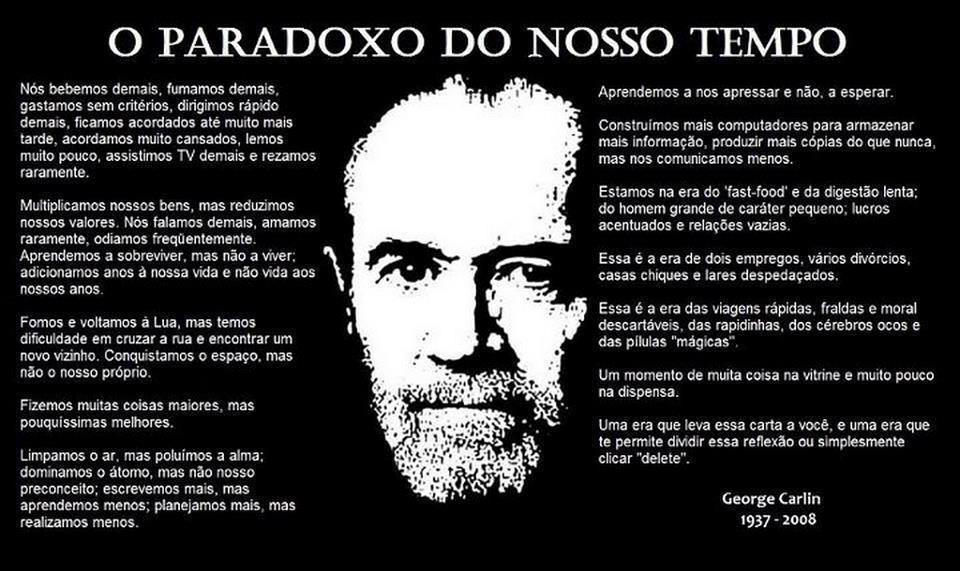 O PARADOXO DO NOSSO TEMPO
Nós bebemos demais, fumamos demais,
gastamos sem critérios, dirigimos rápido
demais, ficamos acordados até muito mais
tarde, acordamos muito cansados, lemos
muito pouco, assistimos TV demais e rezamos
raramente.
Multiplicamos nossos bens, mas reduzimos
nossos valores. Nós falamos demais, amamos
raramente, odiamos freqüentemente.
Aprendemos a sobreviver, mas não a viver;
adicionamos anos à nossa vida e não vida aos
nossos anos.
Fomos e voltamos à Lua, mas temos
dificuldade em cruzar a rua e encontrar um
novo vizinho. Conquistamos o espaço, mas
não o nosso próprio.
Fizemos muitas coisas maiores, mas
pouquíssimas melhores.
Limpamos o ar, mas poluímos a alma;
dominamos o átomo, mas não nosso
preconceito; escrevemos mais, mas
aprendemos menos; planejamos mais, mas
realizamos menos.
Aprendemos a nos apressar e não, a esperar.
Construímos mais computadores para armazenar
mais informação, produzir mais cópias do que nunca,
mas nos comunicamos menos.
Estamos na era do 'fast-food' e da digestão lenta;
do homem grande de caráter pequeno; lucros
acentuados e relações vazias.
Essa é a era de dois empregos, vários divórcios,
casas chiques e lares despedaçados.
Essa é a era das viagens rápidas, fraldas e moral
descartáveis, das rapidinhas, dos cérebros ocos e
das pílulas "mágicas".
Um momento de muita coisa na vitrine e muito pouco
na dispensa.
Uma era que leva essa carta a você, e uma era que
te permite dividir essa reflexão ou simplesmente
clicar "delete".
George Carlin
1937 - 2008